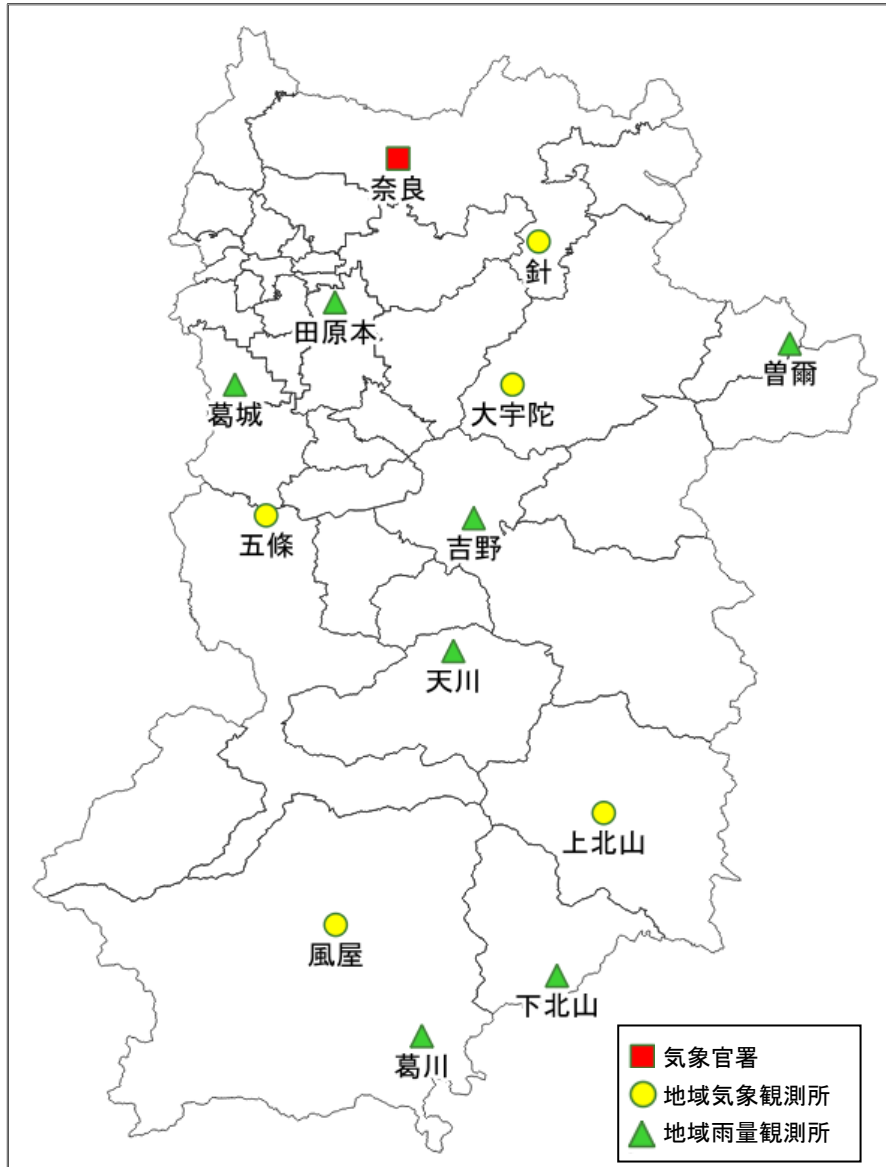 奈良
針
田原本
曽爾
葛城
大宇陀
五條
吉野
天川
上北山
風屋
下北山
葛川
気象官署
地域気象観測所
地域雨量観測所